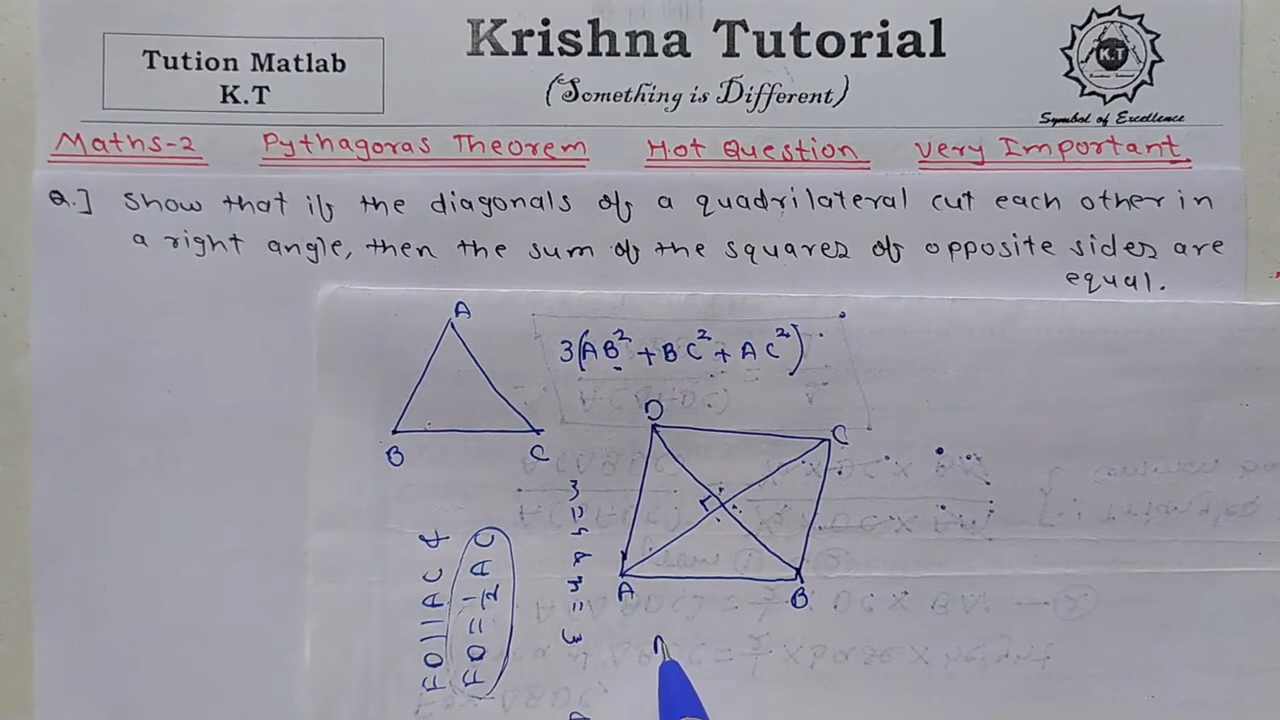 Tution Matlab
K.T
Krishna Tutorial
(Something is Different)
K.T
Symbol of Excellence
Maths-2 Pythagoras Theorem Hot Question Very Important
Q.] Show that if the diagonals of a quadrilateral cut each other in
a right angle, then the sum of the squares of opposite sides are
equal.
A
B
C
3(AB² + BC² + AC²)
D
C
A
B
FO||AC &
FO = 1/2 AC